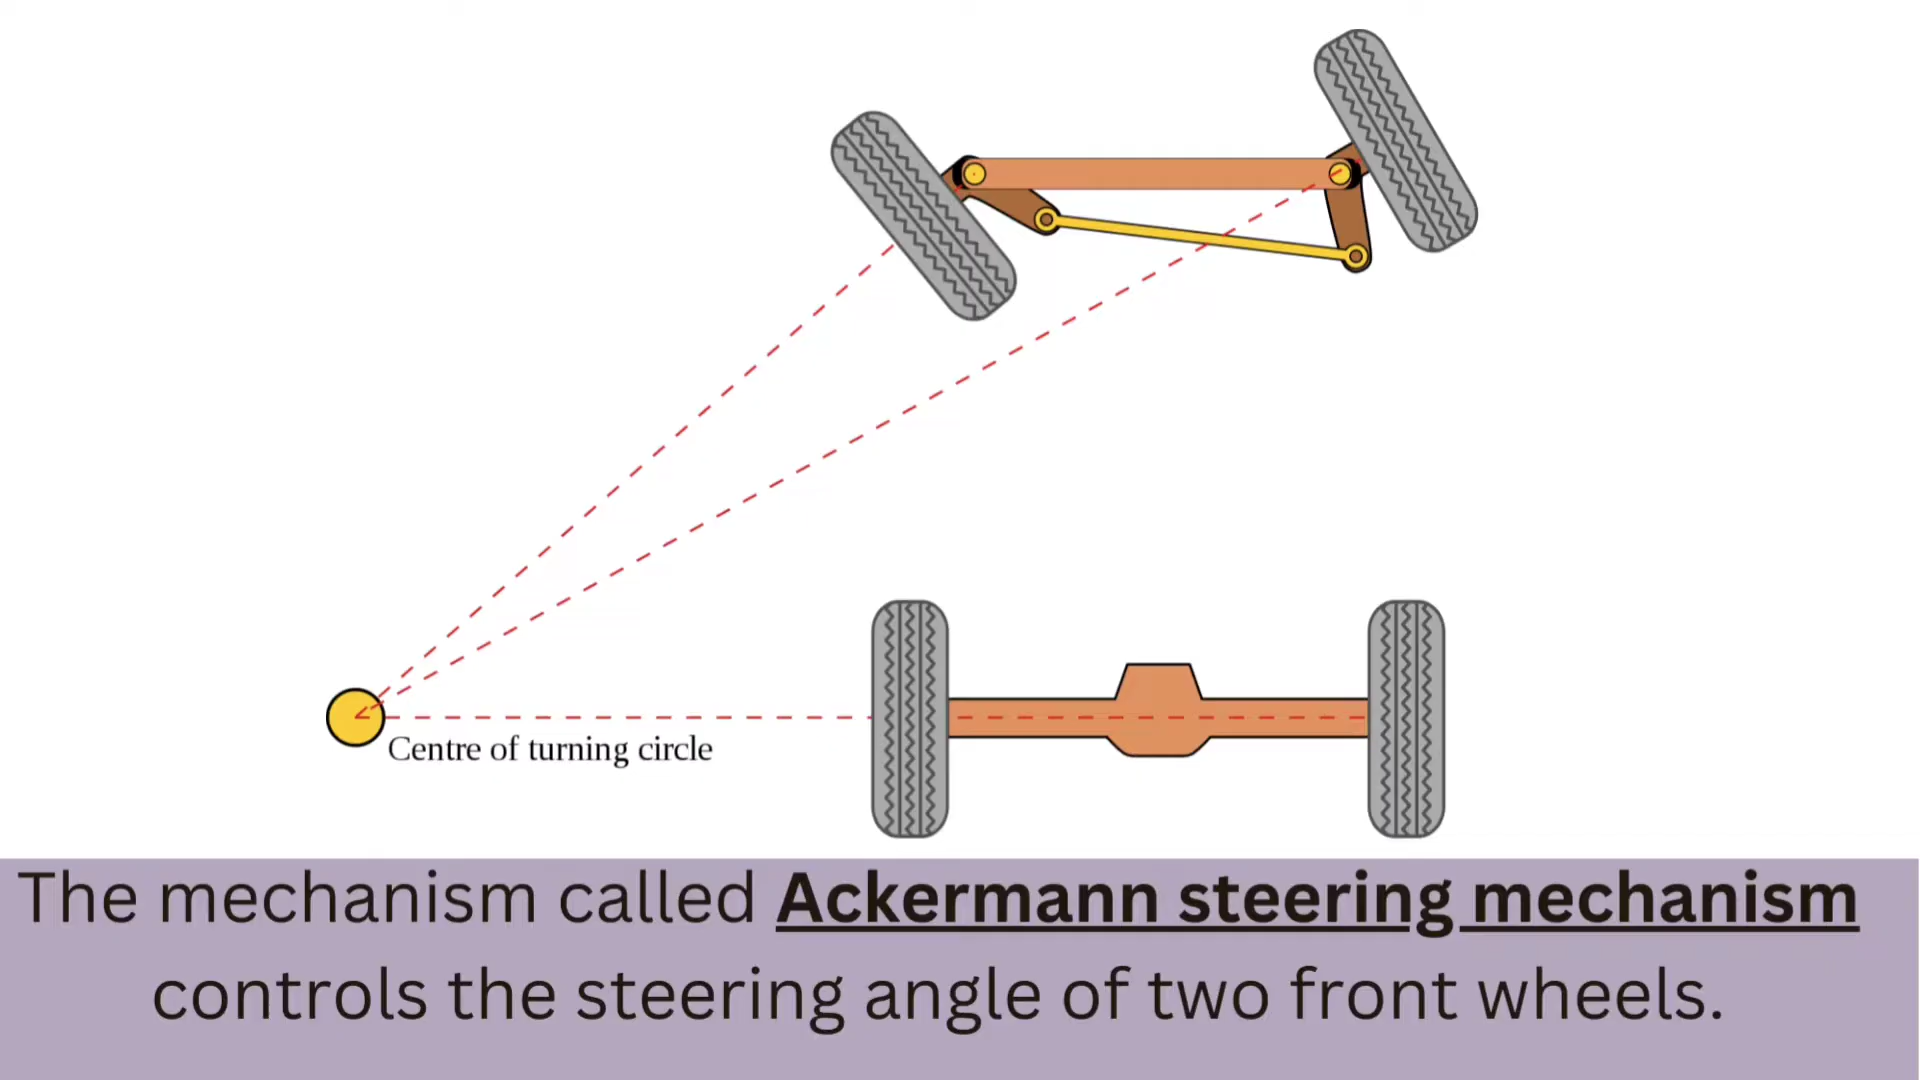 Centre of turning circle
The mechanism called Ackermann steering mechanism
controls the steering angle of two front wheels.